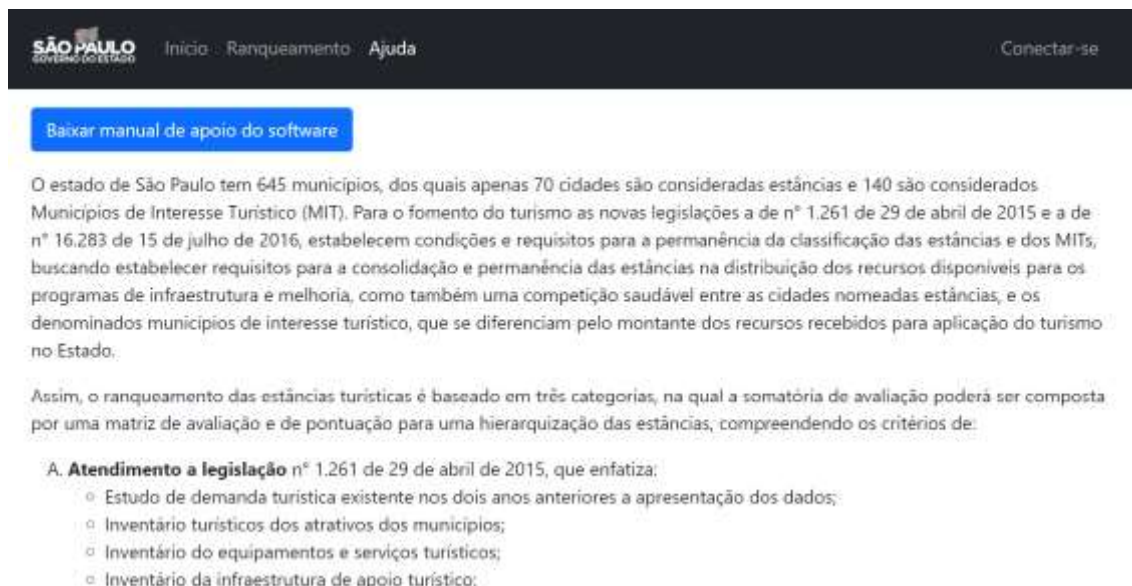 SÃO PAULO
GOVERNO DO ESTADO
Início Ranqueamento Ajuda Conectar-se
Baixar manual de apoio do software
O estado de São Paulo tem 645 municípios, dos quais apenas 70 cidades são consideradas estâncias e 140 são considerados
Municípios de Interesse Turístico (MIT). Para o fomento do turismo as novas legislações a de n° 1.261 de 29 de abril de 2015 e a de
n° 16.283 de 15 de julho de 2016, estabelecem condições e requisitos para a permanência da classificação das estâncias e dos MITs,
buscando estabelecer requisitos para a consolidação e permanência das estâncias na distribuição dos recursos disponíveis para os
programas de infraestrutura e melhoria, como também uma competição saudável entre as cidades nomeadas estâncias, e os
denominados municípios de interesse turístico, que se diferenciam pelo montante dos recursos recebidos para aplicação do turismo
no Estado.
Assim, o ranqueamento das estâncias turísticas é baseado em três categorias, na qual a somatória de avaliação poderá ser composta
por uma matriz de avaliação e de pontuação para uma hierarquização das estâncias, compreendendo os critérios de:
A. Atendimento a legislação n° 1.261 de 29 de abril de 2015, que enfatiza:
Estudo de demanda turística existente nos dois anos anteriores a apresentação dos dados;
Inventário turísticos dos atrativos dos municípios;
Inventário do equipamentos e serviços turísticos;
Inventário da infraestrutura de apoio turístico;